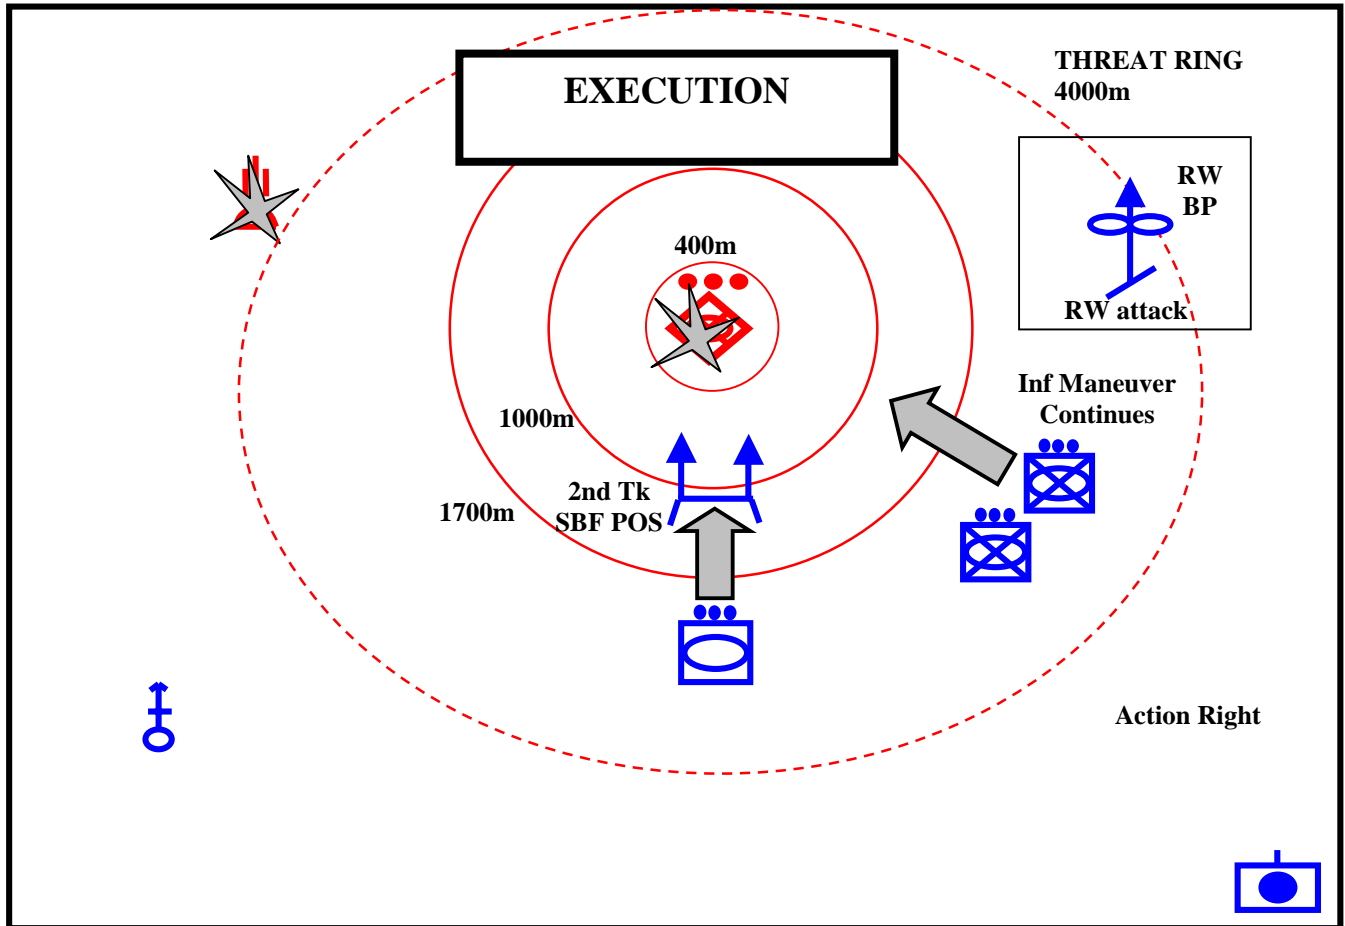 EXECUTION
THREAT RING
4000m
RW
BP
RW attack
400m
Inf Maneuver
Continues
1000m
2nd Tk
SBF POS
1700m
Action Right